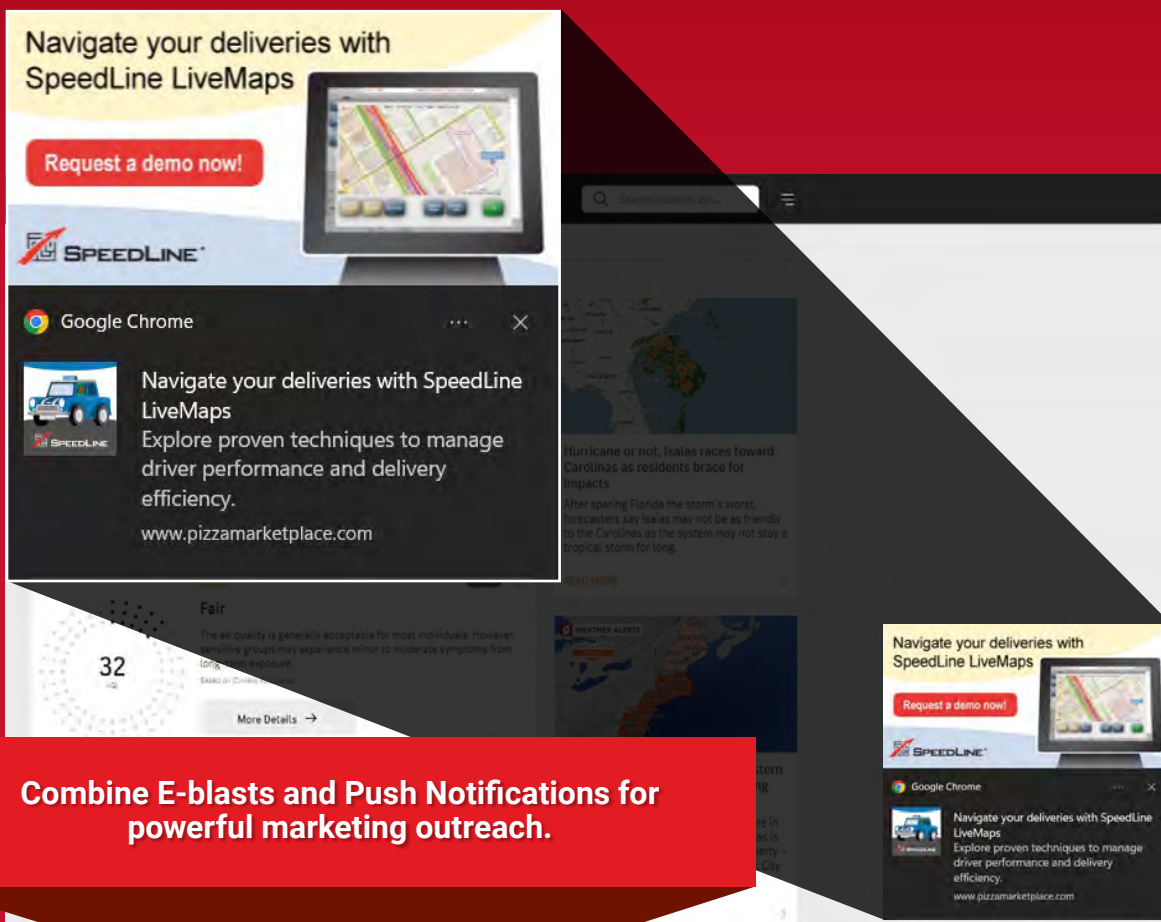 Navigate your deliveries with
SpeedLine LiveMaps
Request a demo now!
SPEEDLINE
Google Chrome
SPEEDLINE
Navigate your deliveries with SpeedLine
LiveMaps
Explore proven techniques to manage
driver performance and delivery
efficiency.
www.pizzamarketplace.com
Search location, zip...
Hurricane or not, Isaias races toward
Carolinas as residents brace for
impacts
After sparing Florida the storm's worst,
forecasters say Isaias may not be as friendly
to the Carolinas as the system may not stay a
tropical storm for long.
READ MORE
Fair
The air quality is generally acceptable for most individuals. However,
sensitive groups may experience minor to moderate symptoms from
long-term exposure.
32
AQI
More Details →
WEATHER ALERTS
Combine E-blasts and Push Notifications for
powerful marketing outreach.
Navigate your deliveries with
SpeedLine LiveMaps
Request a demo now!
SPEEDLINE
Google Chrome
SPEEDLINE
Navigate your deliveries with SpeedLine
LiveMaps
Explore proven techniques to manage
driver performance and delivery
efficiency.
www.pizzamarketplace.com